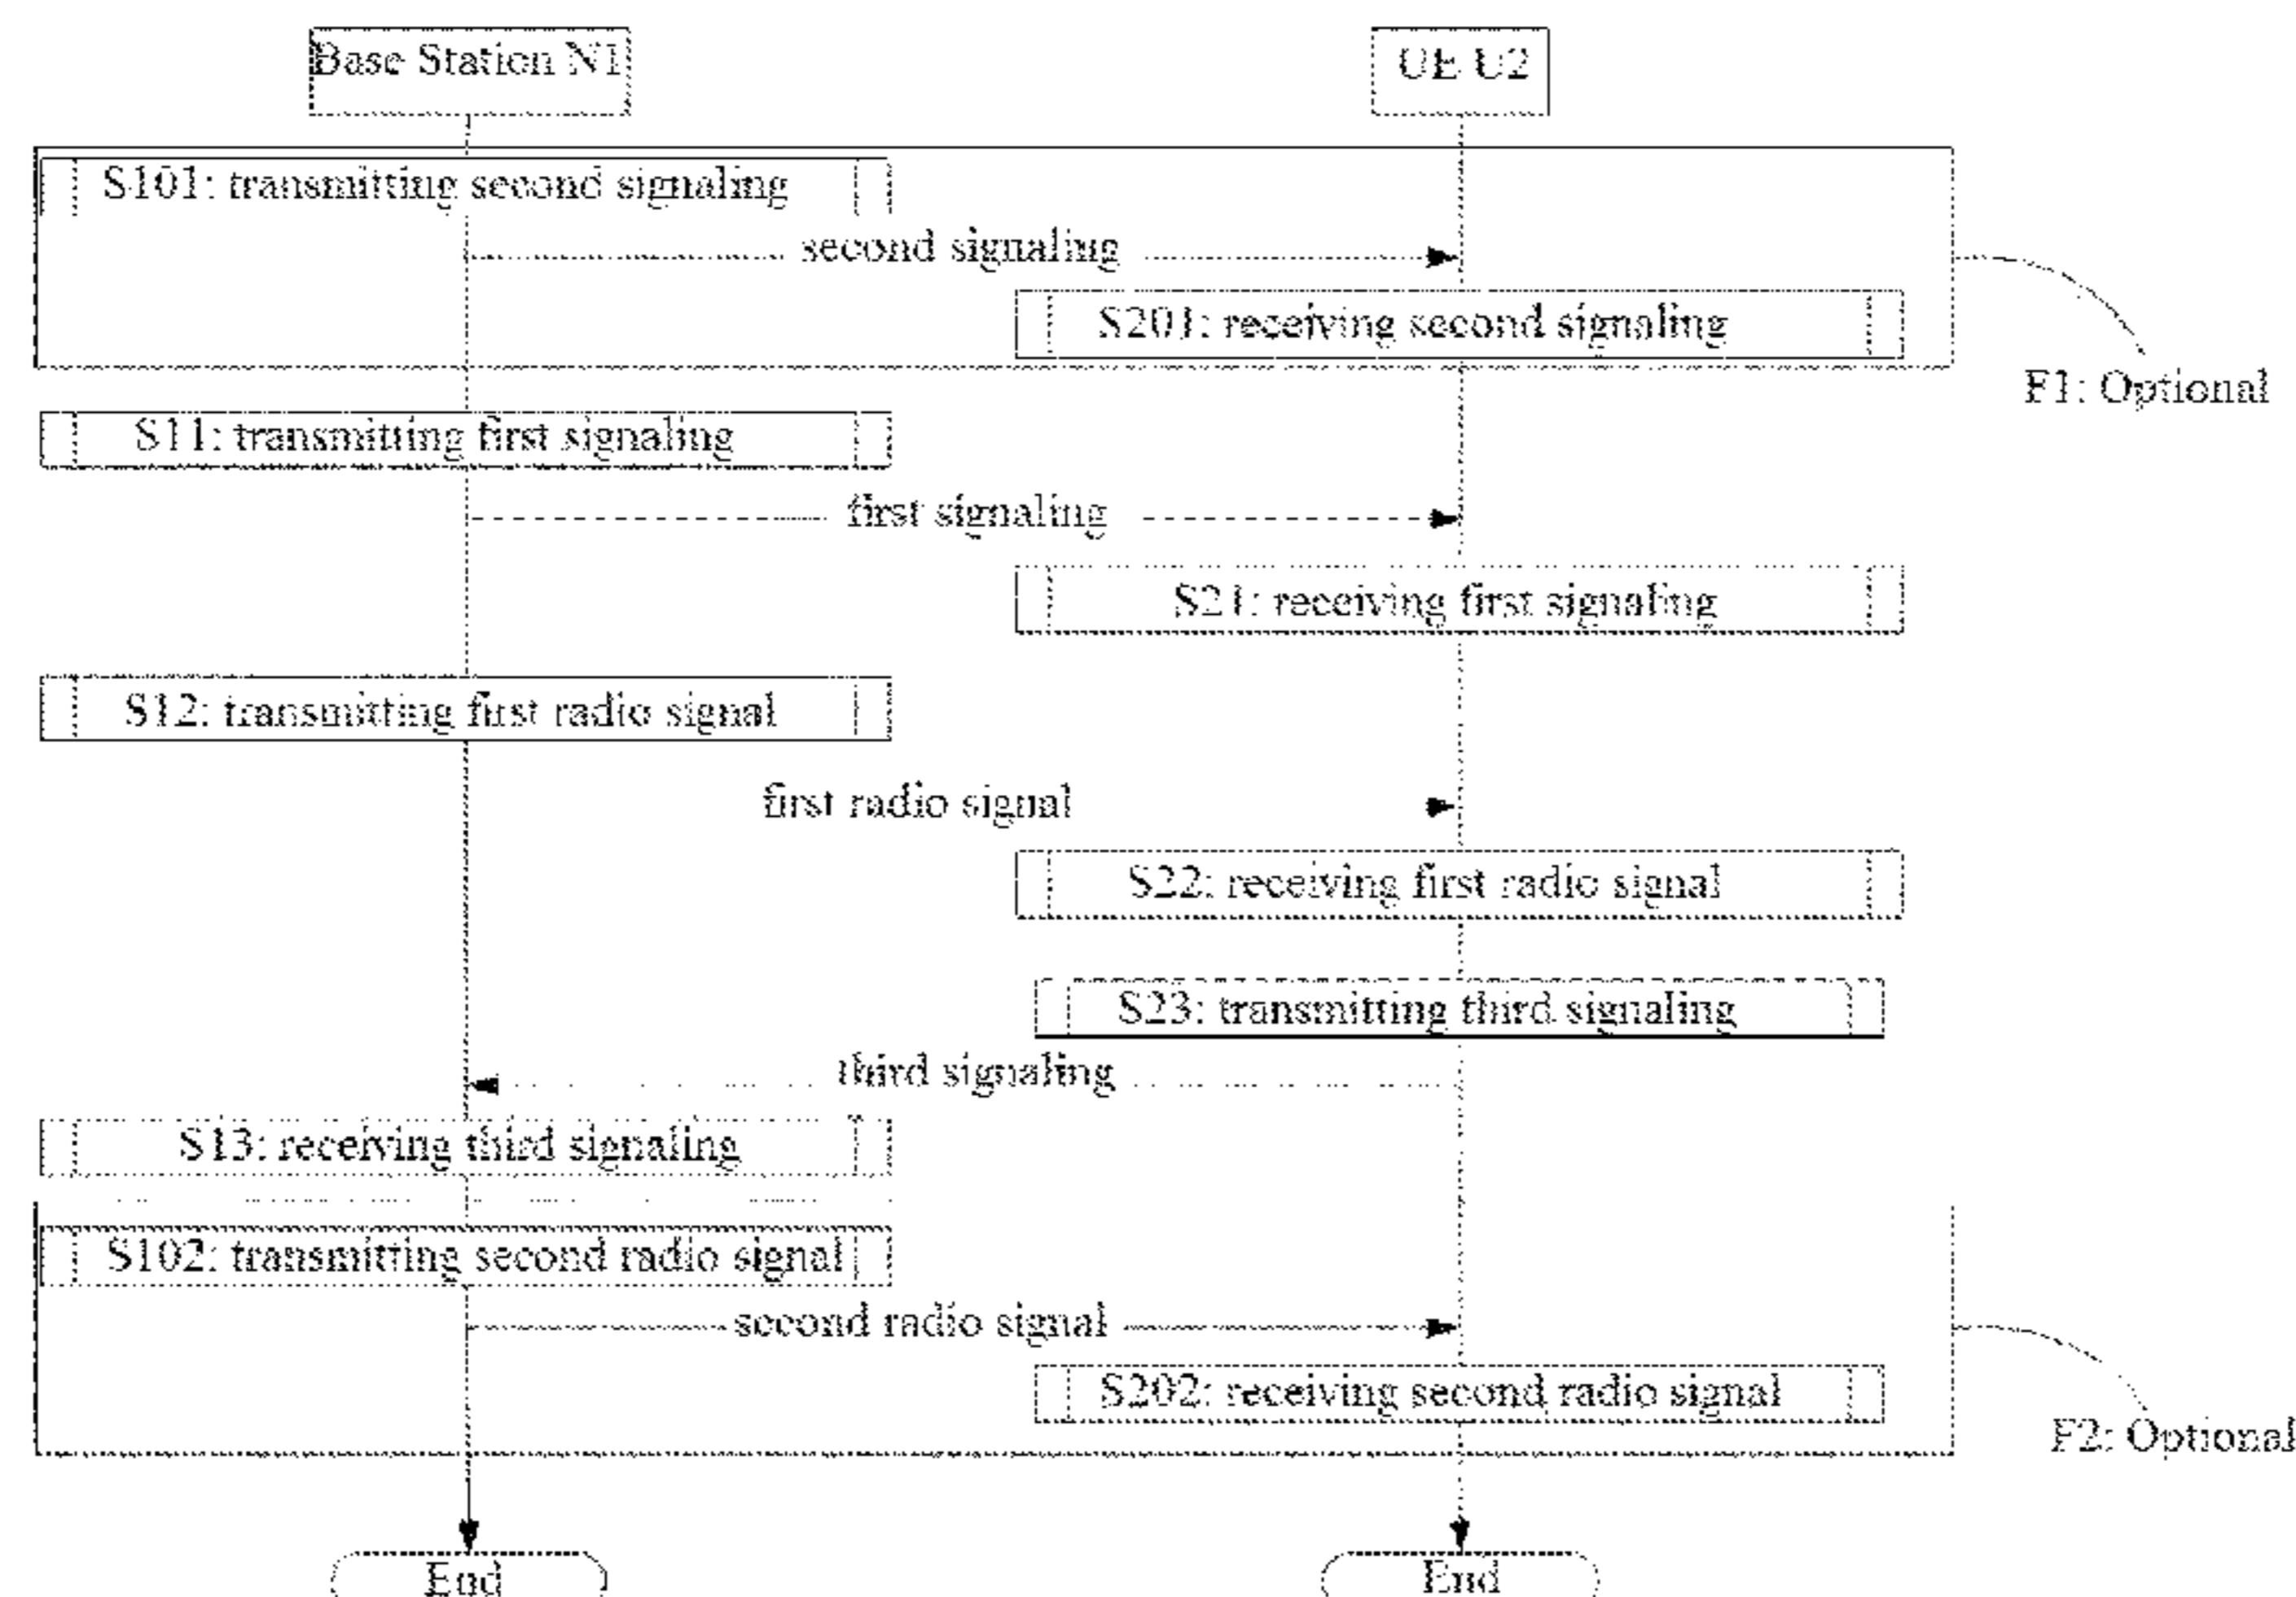 Base Station N1
UE U2
S101: transmitting second signaling
second signaling
S201: receiving second signaling
F1: Optional
S11: transmitting first signaling
first signaling
S21: receiving first signaling
S12: transmitting first radio signal
first radio signal
S22: receiving first radio signal
S23: transmitting third signaling
third signaling
S13: receiving third signaling
S102: transmitting second radio signal
second radio signal
S202: receiving second radio signal
F2: Optional
End
End